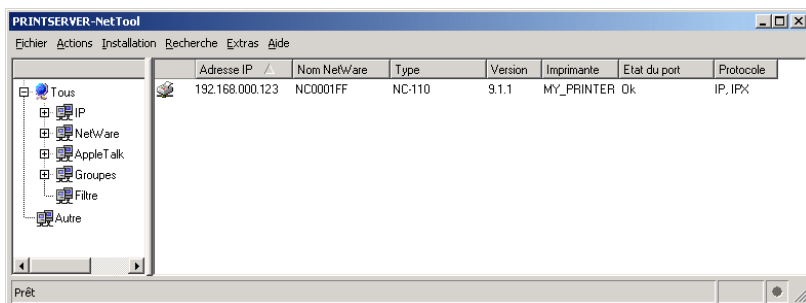 PRINTSERVER-NetTool
Fichier Actions Installation Recherche Extras Aide
Adresse IP Nom NetWare Type Version Imprimante Etat du port Protocole
192.168.000.123 NC0001FF NC-110 9.1.1 MY_PRINTER Ok IP, IPX
Tous
IP
NetWare
AppleTalk
Groupes
Filtre
Autre
Prêt